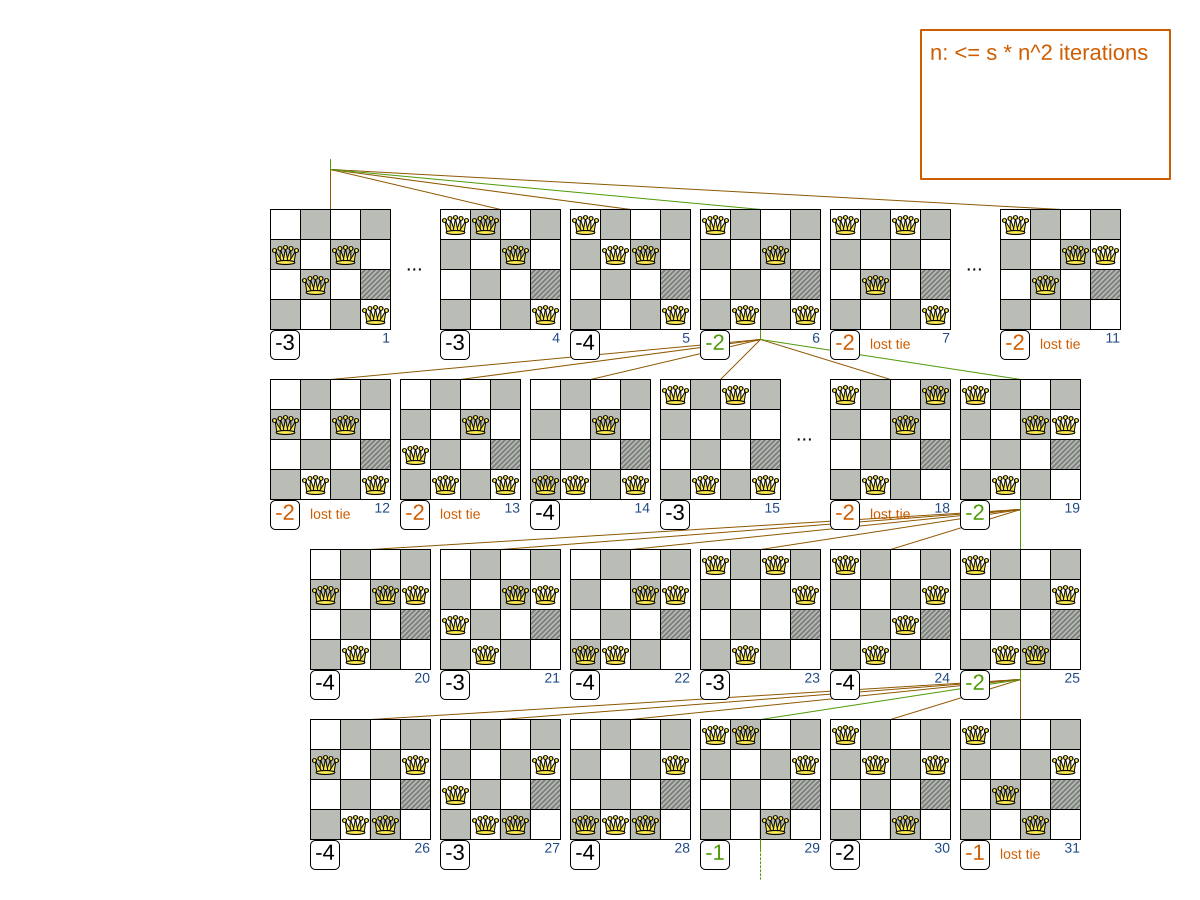 n: <= s * n^2 iterations
... ...
-3 1 -3 4 -4 5 -2 6 -2 lost tie 7 -2 lost tie 11
...
-2 lost tie 12 -2 lost tie 13 -4 14 -3 15 -2 lost tie 18 -2 19
-4 20 -3 21 -4 22 -3 23 -4 24 -2 25
-4 26 -3 27 -4 28 -1 29 -2 30 -1 lost tie 31